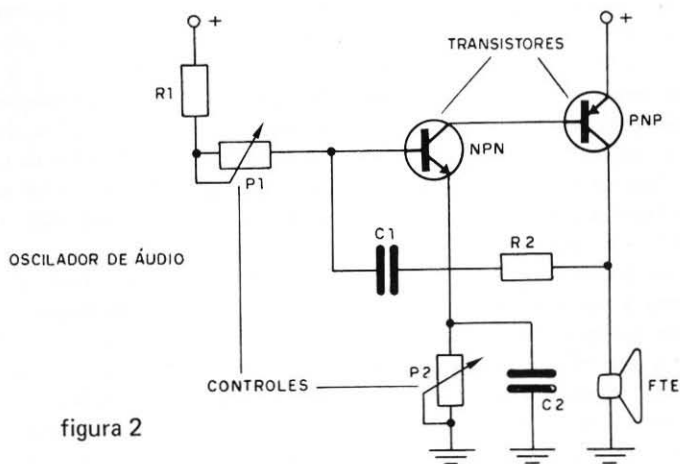 +
+
TRANSISTORES
R1
PNP
NPN
P1
C1
R2
OSCILADOR DE ÁUDIO
P2
FTE
CONTROLES
C2
figura 2